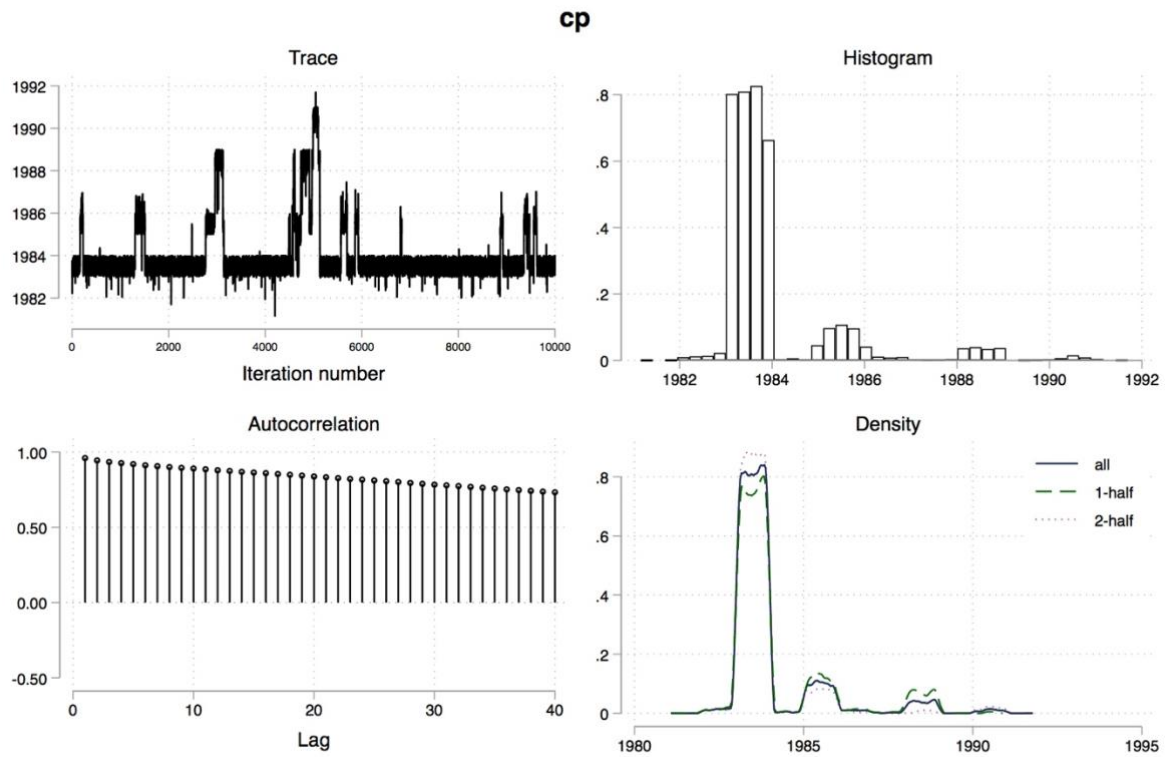 cp
Trace
1992
1990
1988
1986
1984
1982
0 2000 4000 6000 8000 10000
Iteration number
Histogram
.8
.6
.4
.2
0
1982 1984 1986 1988 1990 1992
Autocorrelation
1.00
0.50
0.00
-0.50
0 10 20 30 40
Lag
Density
.8
.6
.4
.2
0
1980 1985 1990 1995
all
1-half
2-half